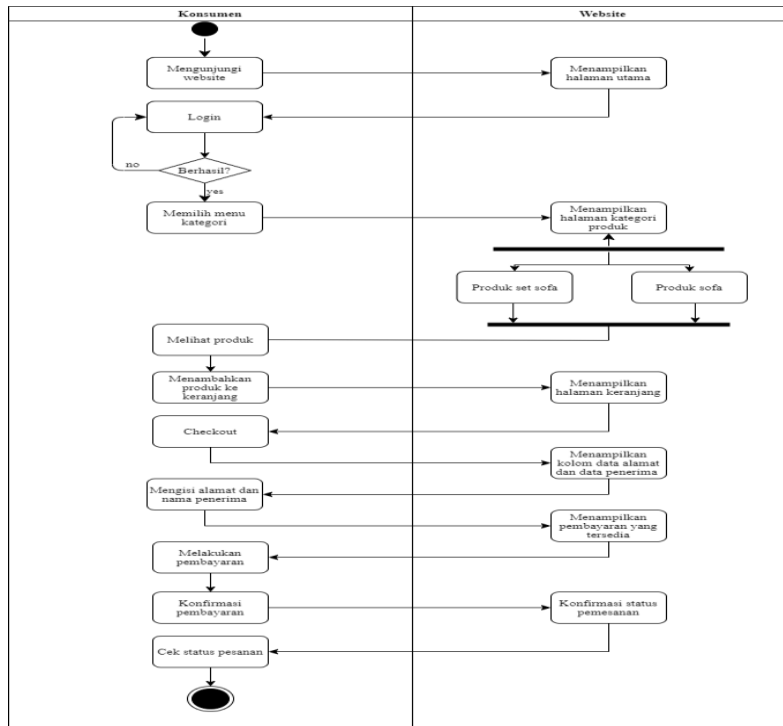 Konsumen
Website
Mengunjungi
website
Menampilkan
halaman utama
Login
no
Berhasil?
yes
Memilih menu
kategori
Menampilkan
halaman kategori
produk
Produk set sofa
Produk sofa
Melihat produk
Menambahkan
produk ke
keranjang
Menampilkan
halaman keranjang
Checkout
Menampilkan
kolom data alamat
dan data penerima
Mengisi alamat dan
nama penerima
Menampilkan
pembayaran yang
tersedia
Melakukan
pembayaran
Konfirmasi
pembayaran
Konfirmasi status
pemesanan
Cek status pesanan